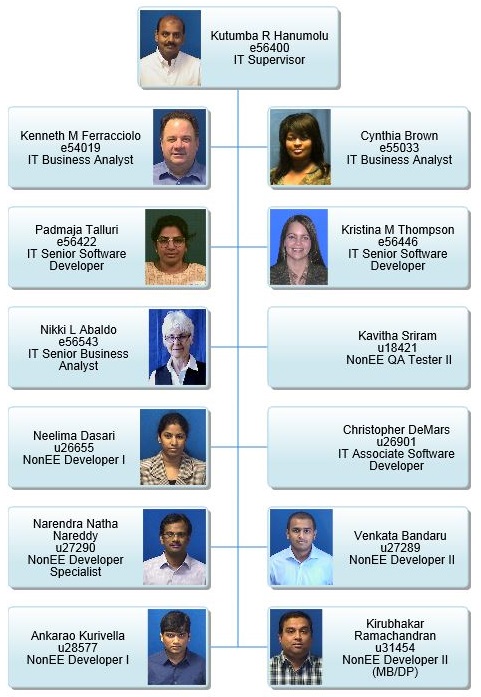 Kutumba R Hanumolu
e56400
IT Supervisor
Kenneth M Ferracciolo
e54019
IT Business Analyst
Cynthia Brown
e55033
IT Business Analyst
Padmaja Talluri
e56422
IT Senior Software
Developer
Kristina M Thompson
e56446
IT Senior Software
Developer
Nikki L Abaldo
e56543
IT Senior Business
Analyst
Kavitha Sriram
u18421
NonEE QA Tester II
Neelima Dasari
u26655
NonEE Developer I
Christopher DeMars
u26901
IT Associate Software
Developer
Narendra Natha
Nareddy
u27290
NonEE Developer
Specialist
Venkata Bandaru
u27289
NonEE Developer II
Ankarao Kurivella
u28577
NonEE Developer I
Kirubhakar
Ramachandran
u31454
NonEE Developer II
(MB/DP)